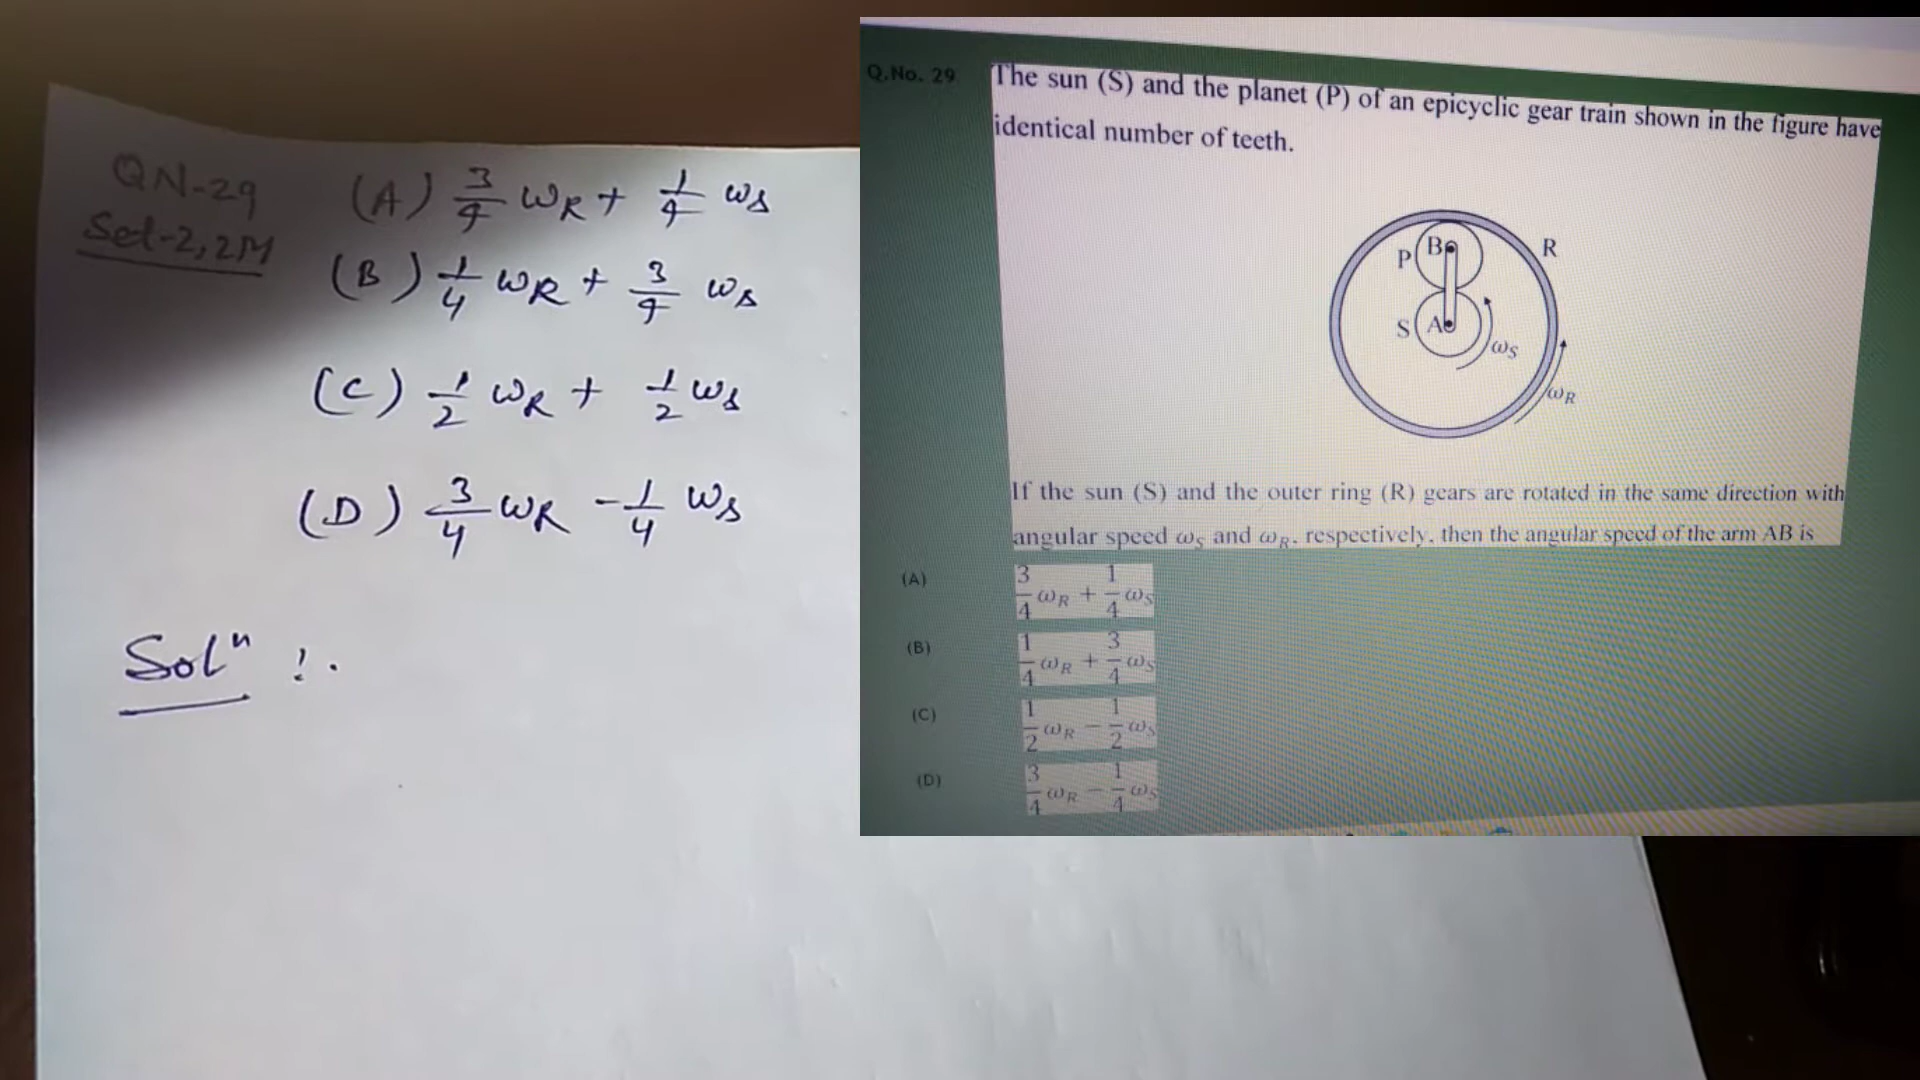 QN-29
Set-2, 2M
(A) 3/4 ωR + 1/4 ωs
(B) 1/4 ωR + 3/4 ωs
(C) 1/2 ωR + 1/2 ωs
(D) 3/4 ωR - 1/4 ωs
Solⁿ :.
Q.No. 29
The sun (S) and the planet (P) of an epicyclic gear train shown in the figure have
identical number of teeth.
B
R
P
S
A
ωS
ωR
If the sun (S) and the outer ring (R) gears are rotated in the same direction with
angular speed ωS and ωR, respectively, then the angular speed of the arm AB is
(A) 3/4 ωR + 1/4 ωS
(B) 1/4 ωR + 3/4 ωS
(C) 1/2 ωR − 1/2 ωS
(D) 3/4 ωR − 1/4 ωS